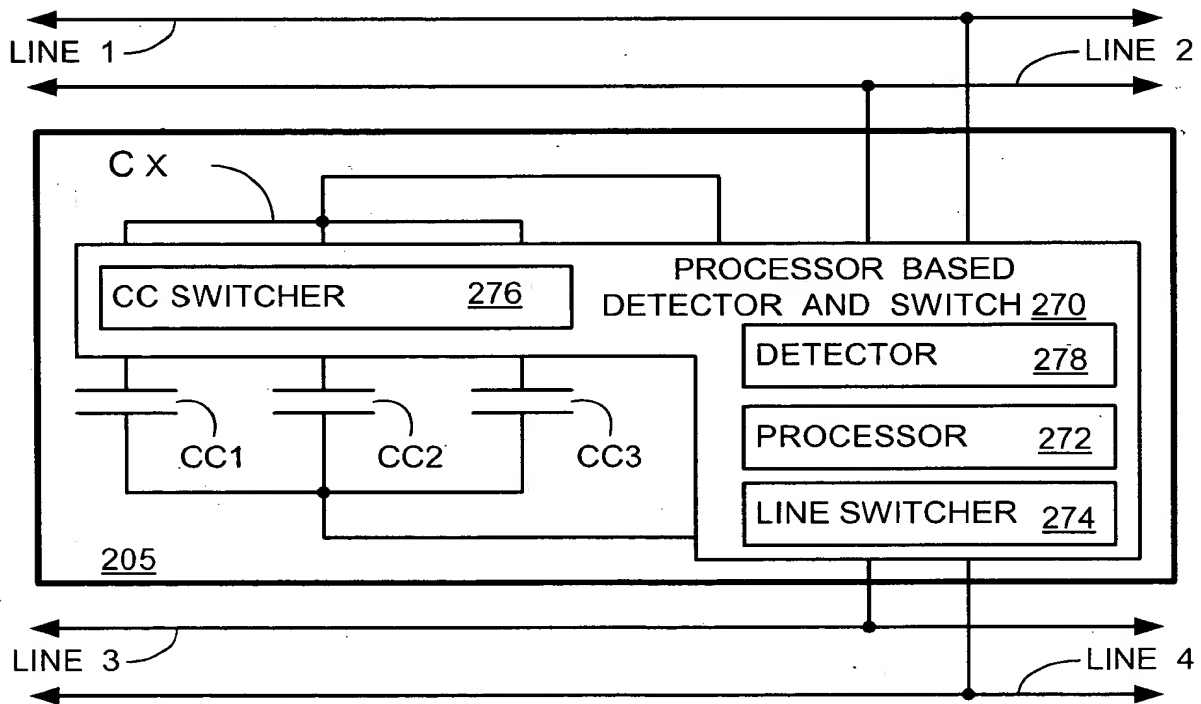 LINE 1
LINE 2
C X
PROCESSOR BASED
DETECTOR AND SWITCH 270
CC SWITCHER 276
DETECTOR 278
PROCESSOR 272
LINE SWITCHER 274
CC1
CC2
CC3
205
LINE 3
LINE 4